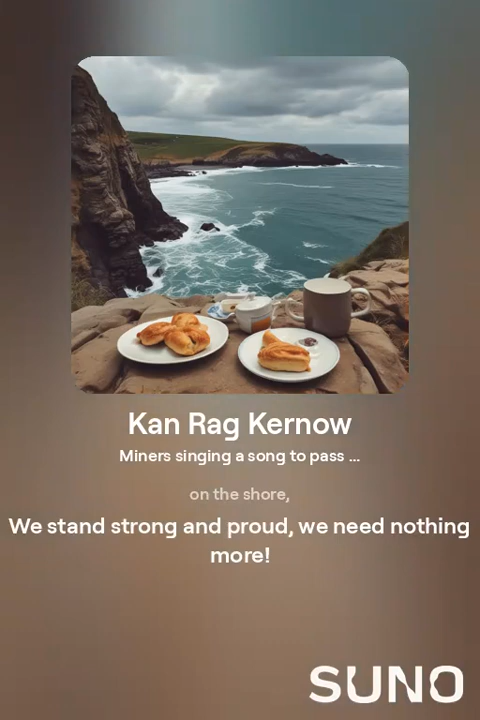 Kan Rag Kernow
Miners singing a song to pass ...
on the shore,
We stand strong and proud, we need nothing
more!
SUNO